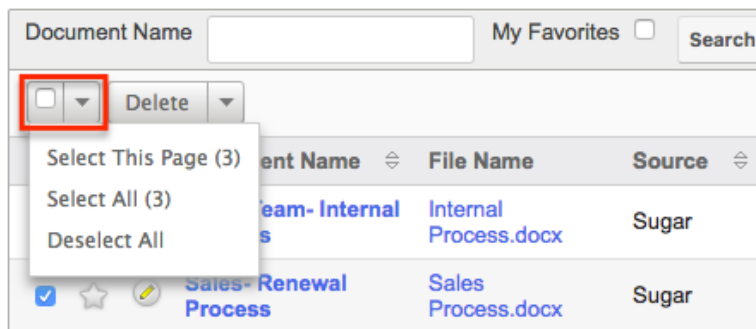 Document Name My Favorites Search
Delete
Select This Page (3)
Select All (3)
Deselect All
ent Name File Name Source
eam- Internal Internal
s Process.docx Sugar
Sales- Renewal Sales
Process Process.docx Sugar